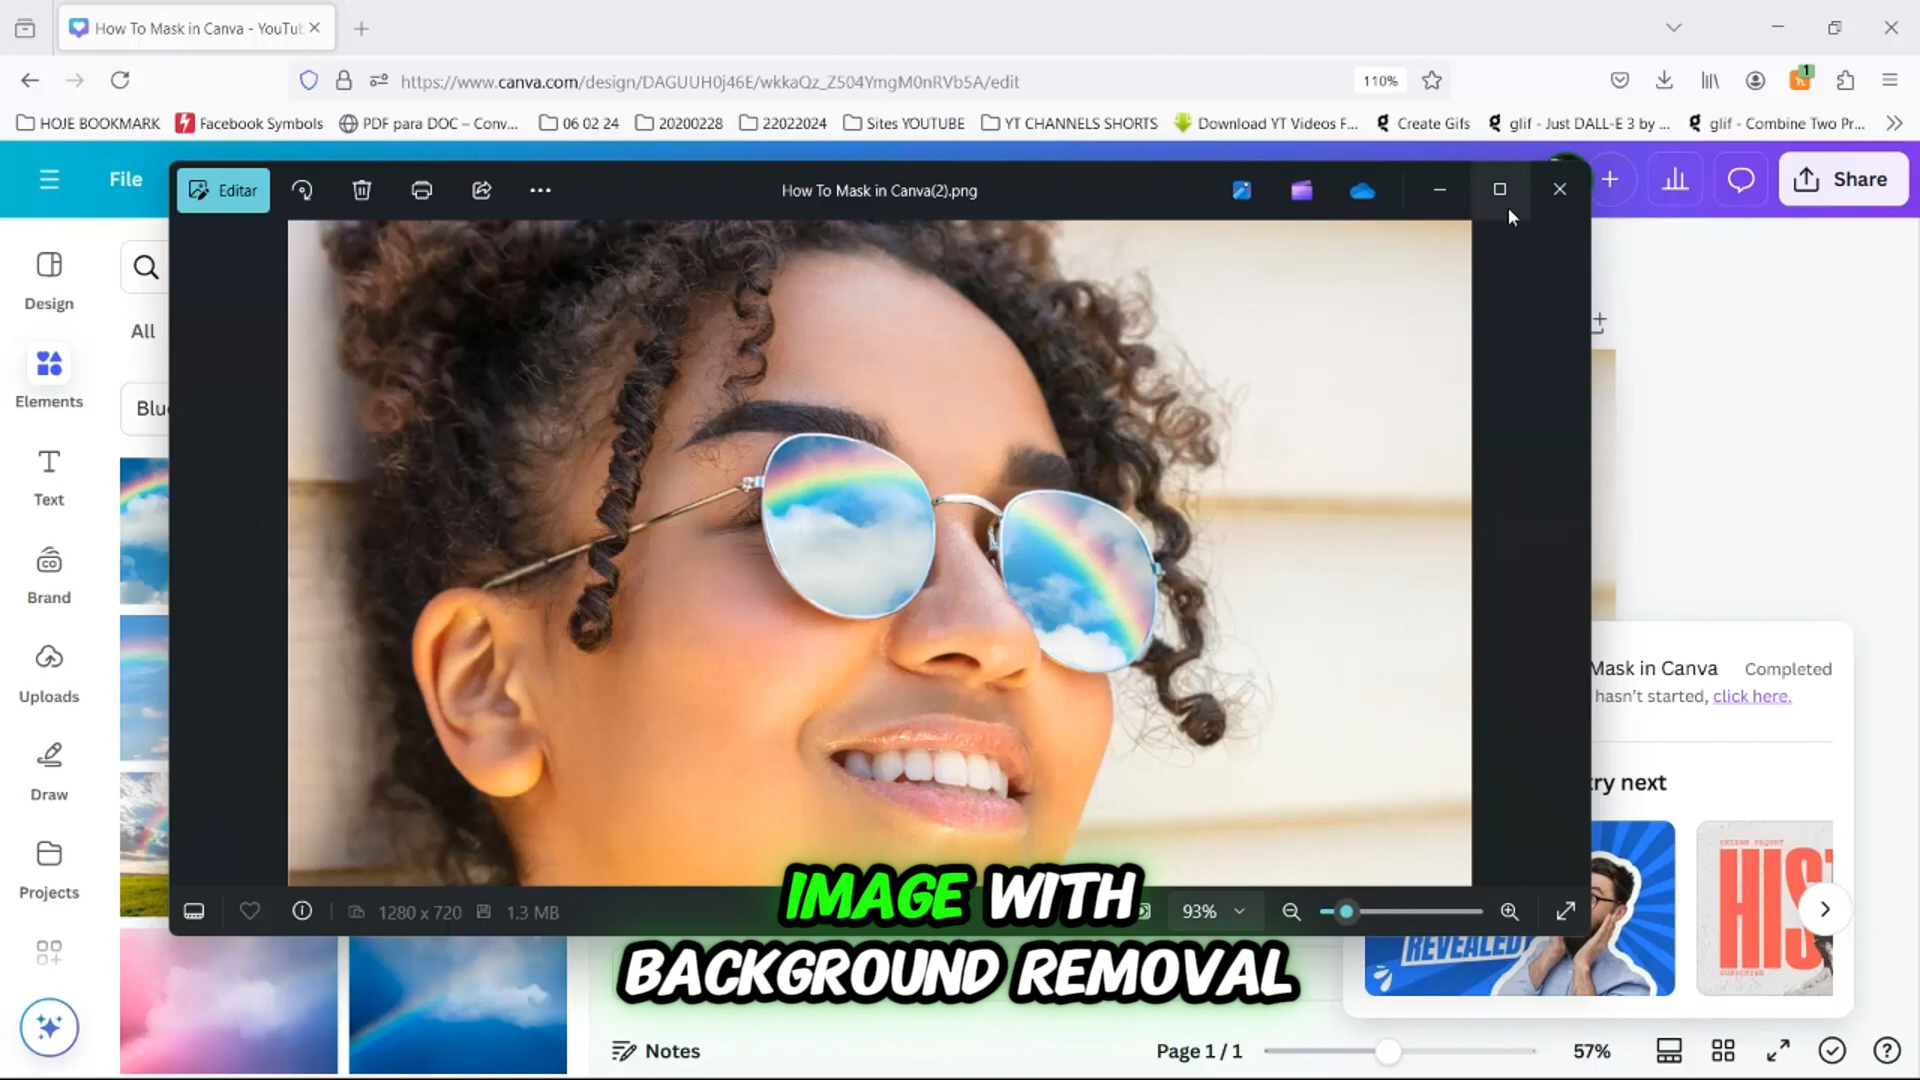 How To Mask in Canva - YouTu
https://www.canva.com/design/DAGUUH0j46E/wkkaQz_Z504YmgM0nRVb5A/edit
110%
1
HOJE BOOKMARK
Facebook Symbols
PDF para DOC – Conv...
06 02 24
20200228
22022024
Sites YOUTUBE
YT CHANNELS SHORTS
Download YT Videos F...
Create Gifs
glif - Just DALL-E 3 by ...
glif - Combine Two Pr...
File
Editar
How To Mask in Canva(2).png
Share
Design
All
Elements
Blu
Text
Brand
Uploads
Draw
Projects
Mask in Canva Completed
hasn't started, click here.
ry next
REVEALED
HIS
1280 x 720
1.3 MB
93%
IMAGE WITH
BACKGROUND REMOVAL
Notes
Page 1 / 1
57%